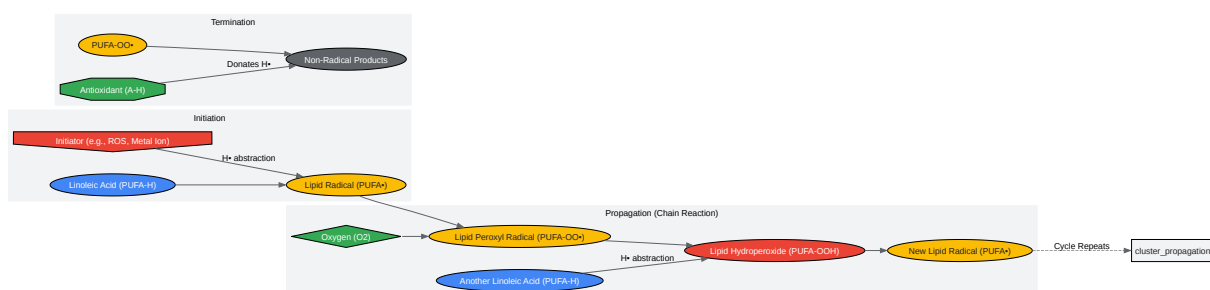 Termination
PUFA-OO•
Non-Radical Products
Donates H•
Antioxidant (A-H)
Initiation
Initiator (e.g., ROS, Metal Ion)
H• abstraction
Linoleic Acid (PUFA-H)
Lipid Radical (PUFA•)
Propagation (Chain Reaction)
Oxygen (O2)
Lipid Peroxyl Radical (PUFA-OO•)
Lipid Hydroperoxide (PUFA-OOH)
New Lipid Radical (PUFA•)
Cycle Repeats
cluster_propagation
H• abstraction
Another Linoleic Acid (PUFA-H)